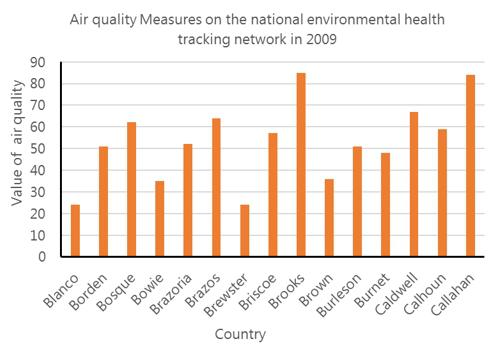 Air quality Measures on the national environmental health
tracking network in 2009
Value of air quality
90
80
70
60
50
40
30
20
10
0
Blanco
Borden
Bosque
Bowie
Brazoria
Brazos
Brewster
Briscoe
Brooks
Brown
Burleson
Burnet
Caldwell
Calhoun
Callahan
Country